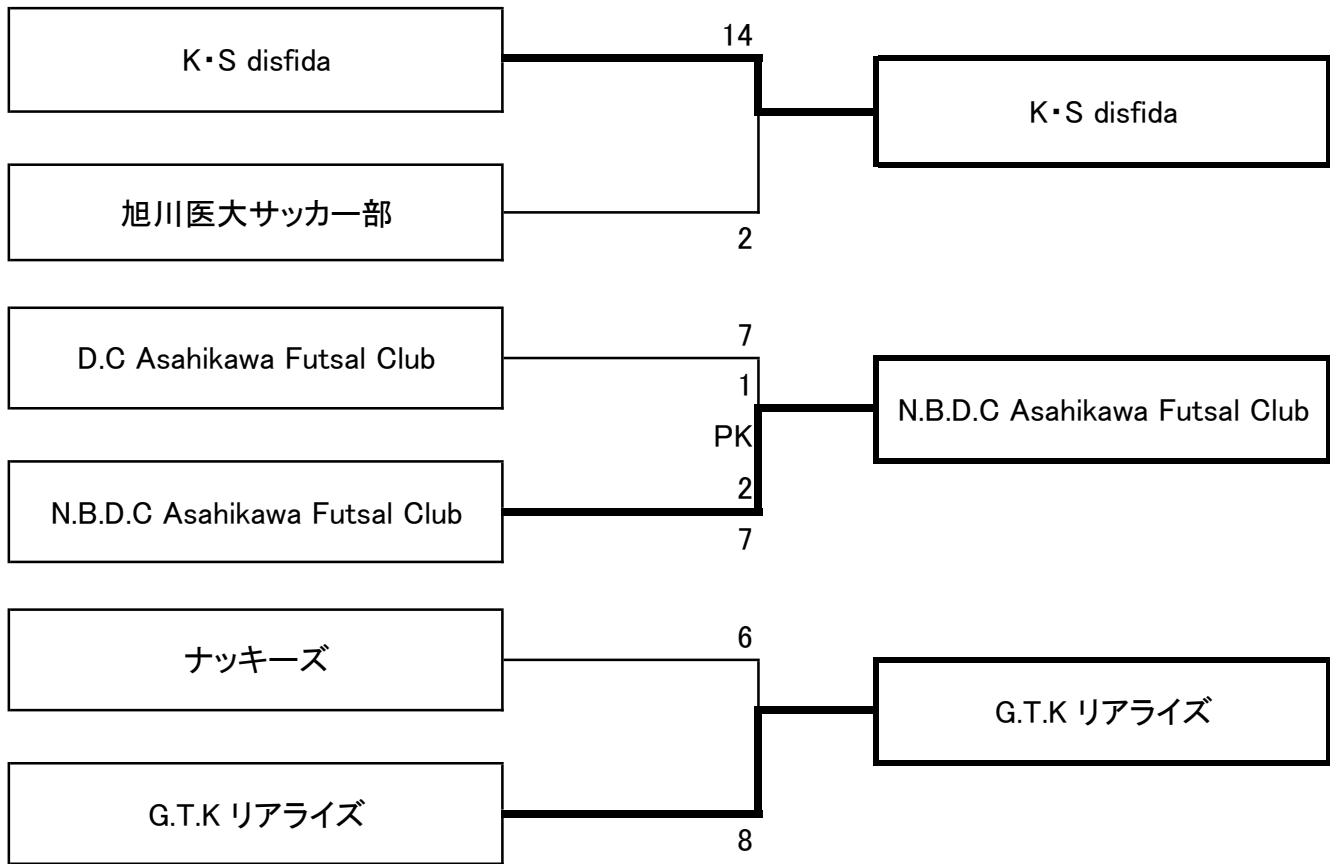 14
K・S disfida
K・S disfida
旭川医大サッカー部
2
7
D.C Asahikawa Futsal Club
1
N.B.D.C Asahikawa Futsal Club
PK
2
N.B.D.C Asahikawa Futsal Club
7
6
ナッキーズ
G.T.K リアライズ
G.T.K リアライズ
8